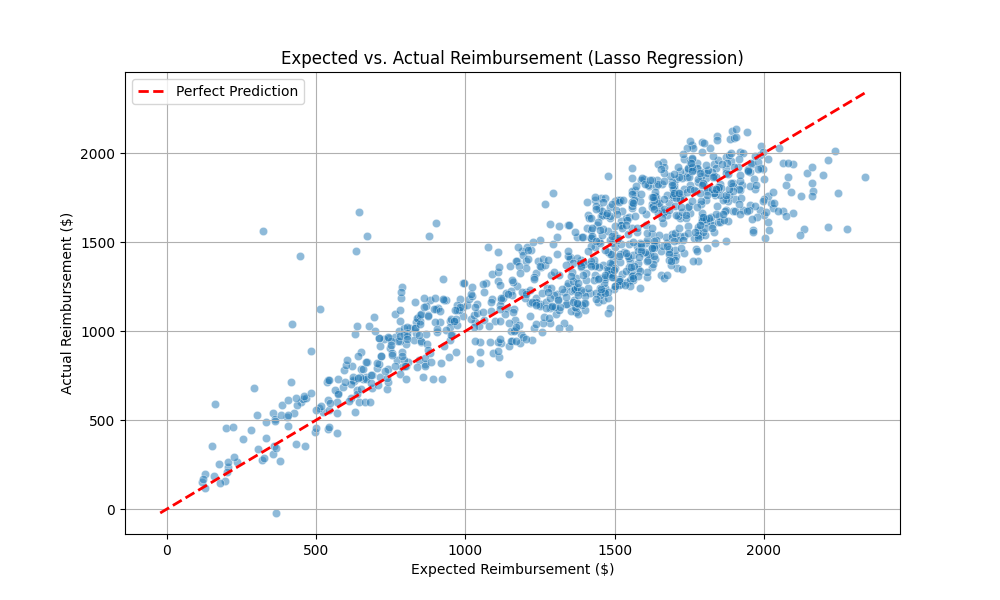 Expected vs. Actual Reimbursement (Lasso Regression)
Perfect Prediction
Actual Reimbursement ($)
2000
1500
1000
500
0
0 500 1000 1500 2000
Expected Reimbursement ($)